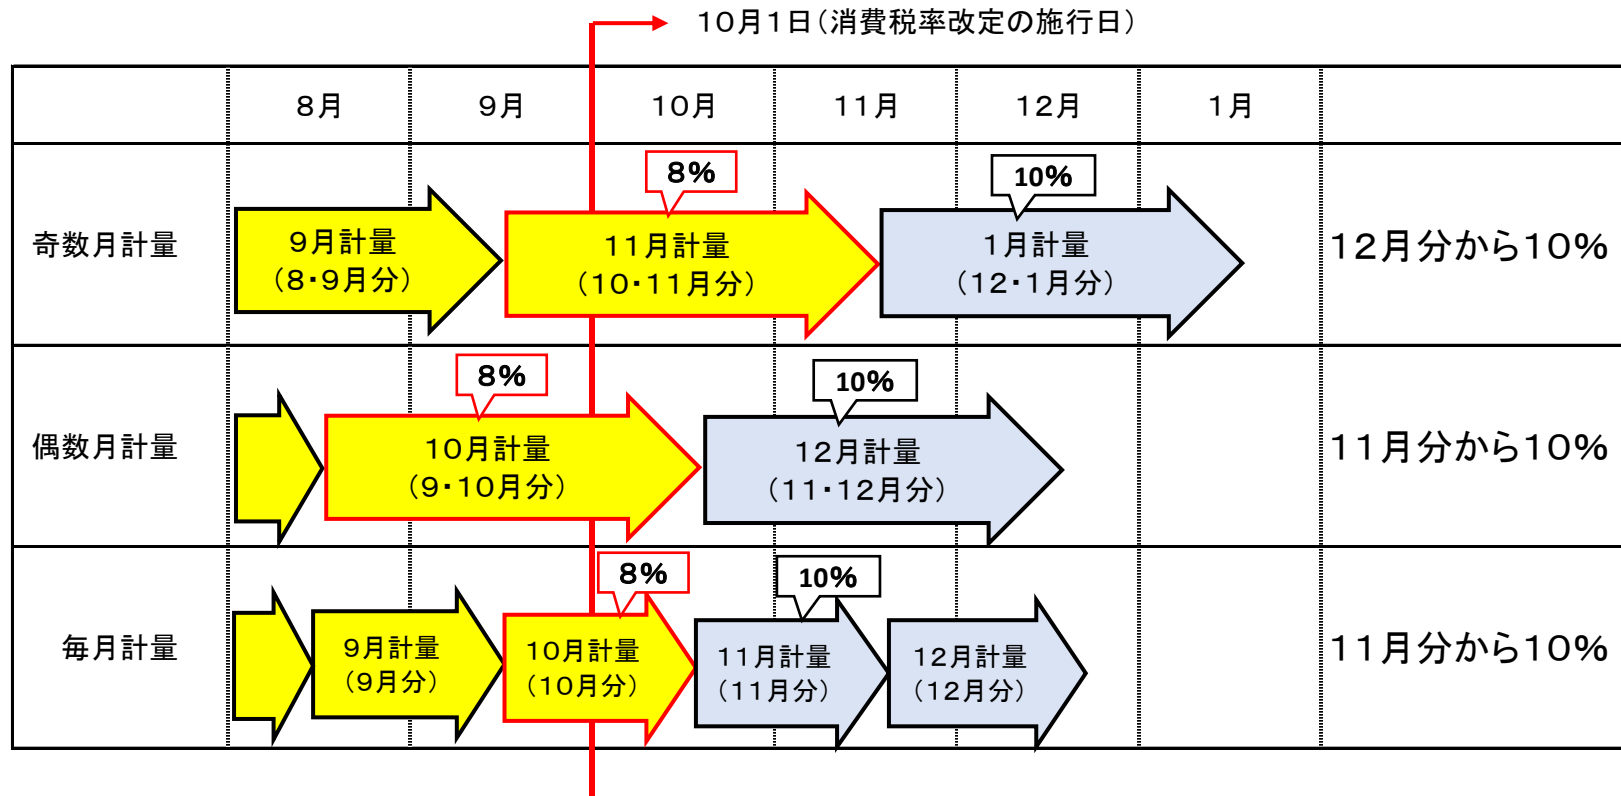 10月1日(消費税率改定の施行日)
8月 9月 10月 11月 12月 1月
8% 10%
奇数月計量 9月計量 11月計量 1月計量 12月分から10%
(8・9月分) (10・11月分) (12・1月分)
8% 10%
偶数月計量 10月計量 12月計量 11月分から10%
(9・10月分) (11・12月分)
8% 10%
毎月計量 9月計量 10月計量 11月計量 12月計量 11月分から10%
(9月分) (10月分) (11月分) (12月分)